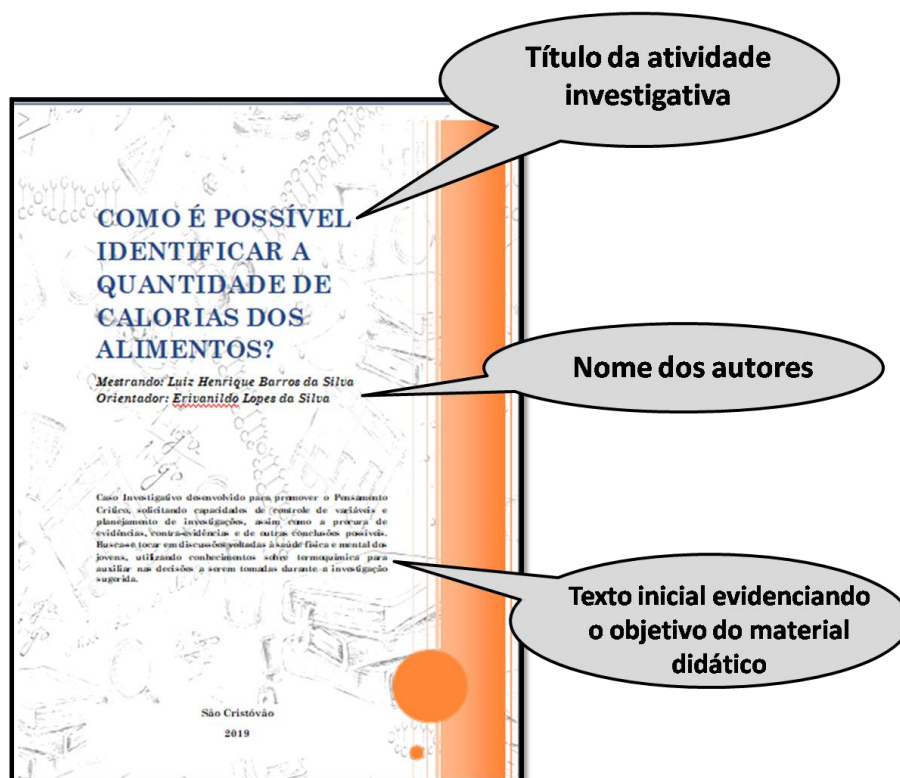 Título da atividade
investigativa
COMO É POSSÍVEL
IDENTIFICAR A
QUANTIDADE DE
CALORIAS DOS
ALIMENTOS?
Nome dos autores
Mestrando: Luiz Henrique Barros da Silva
Orientador: Erivanildo Lopes da Silva
Caso Investigativo desenvolvido para promover o Pensamento
Crítico, solicitando capacidades de controle de variáveis e
planejamento de investigações, assim como a procura de
evidências, contra-evidências e de outras conclusões possíveis.
Busca-se tocar em discussões voltadas à saúde física e mental dos
jovens, utilizando conhecimentos sobre termoquímica para
auxiliar nas decisões a serem tomadas durante a investigação
sugerida.
Texto inicial evidenciando
o objetivo do material
didático
São Cristóvão
2019